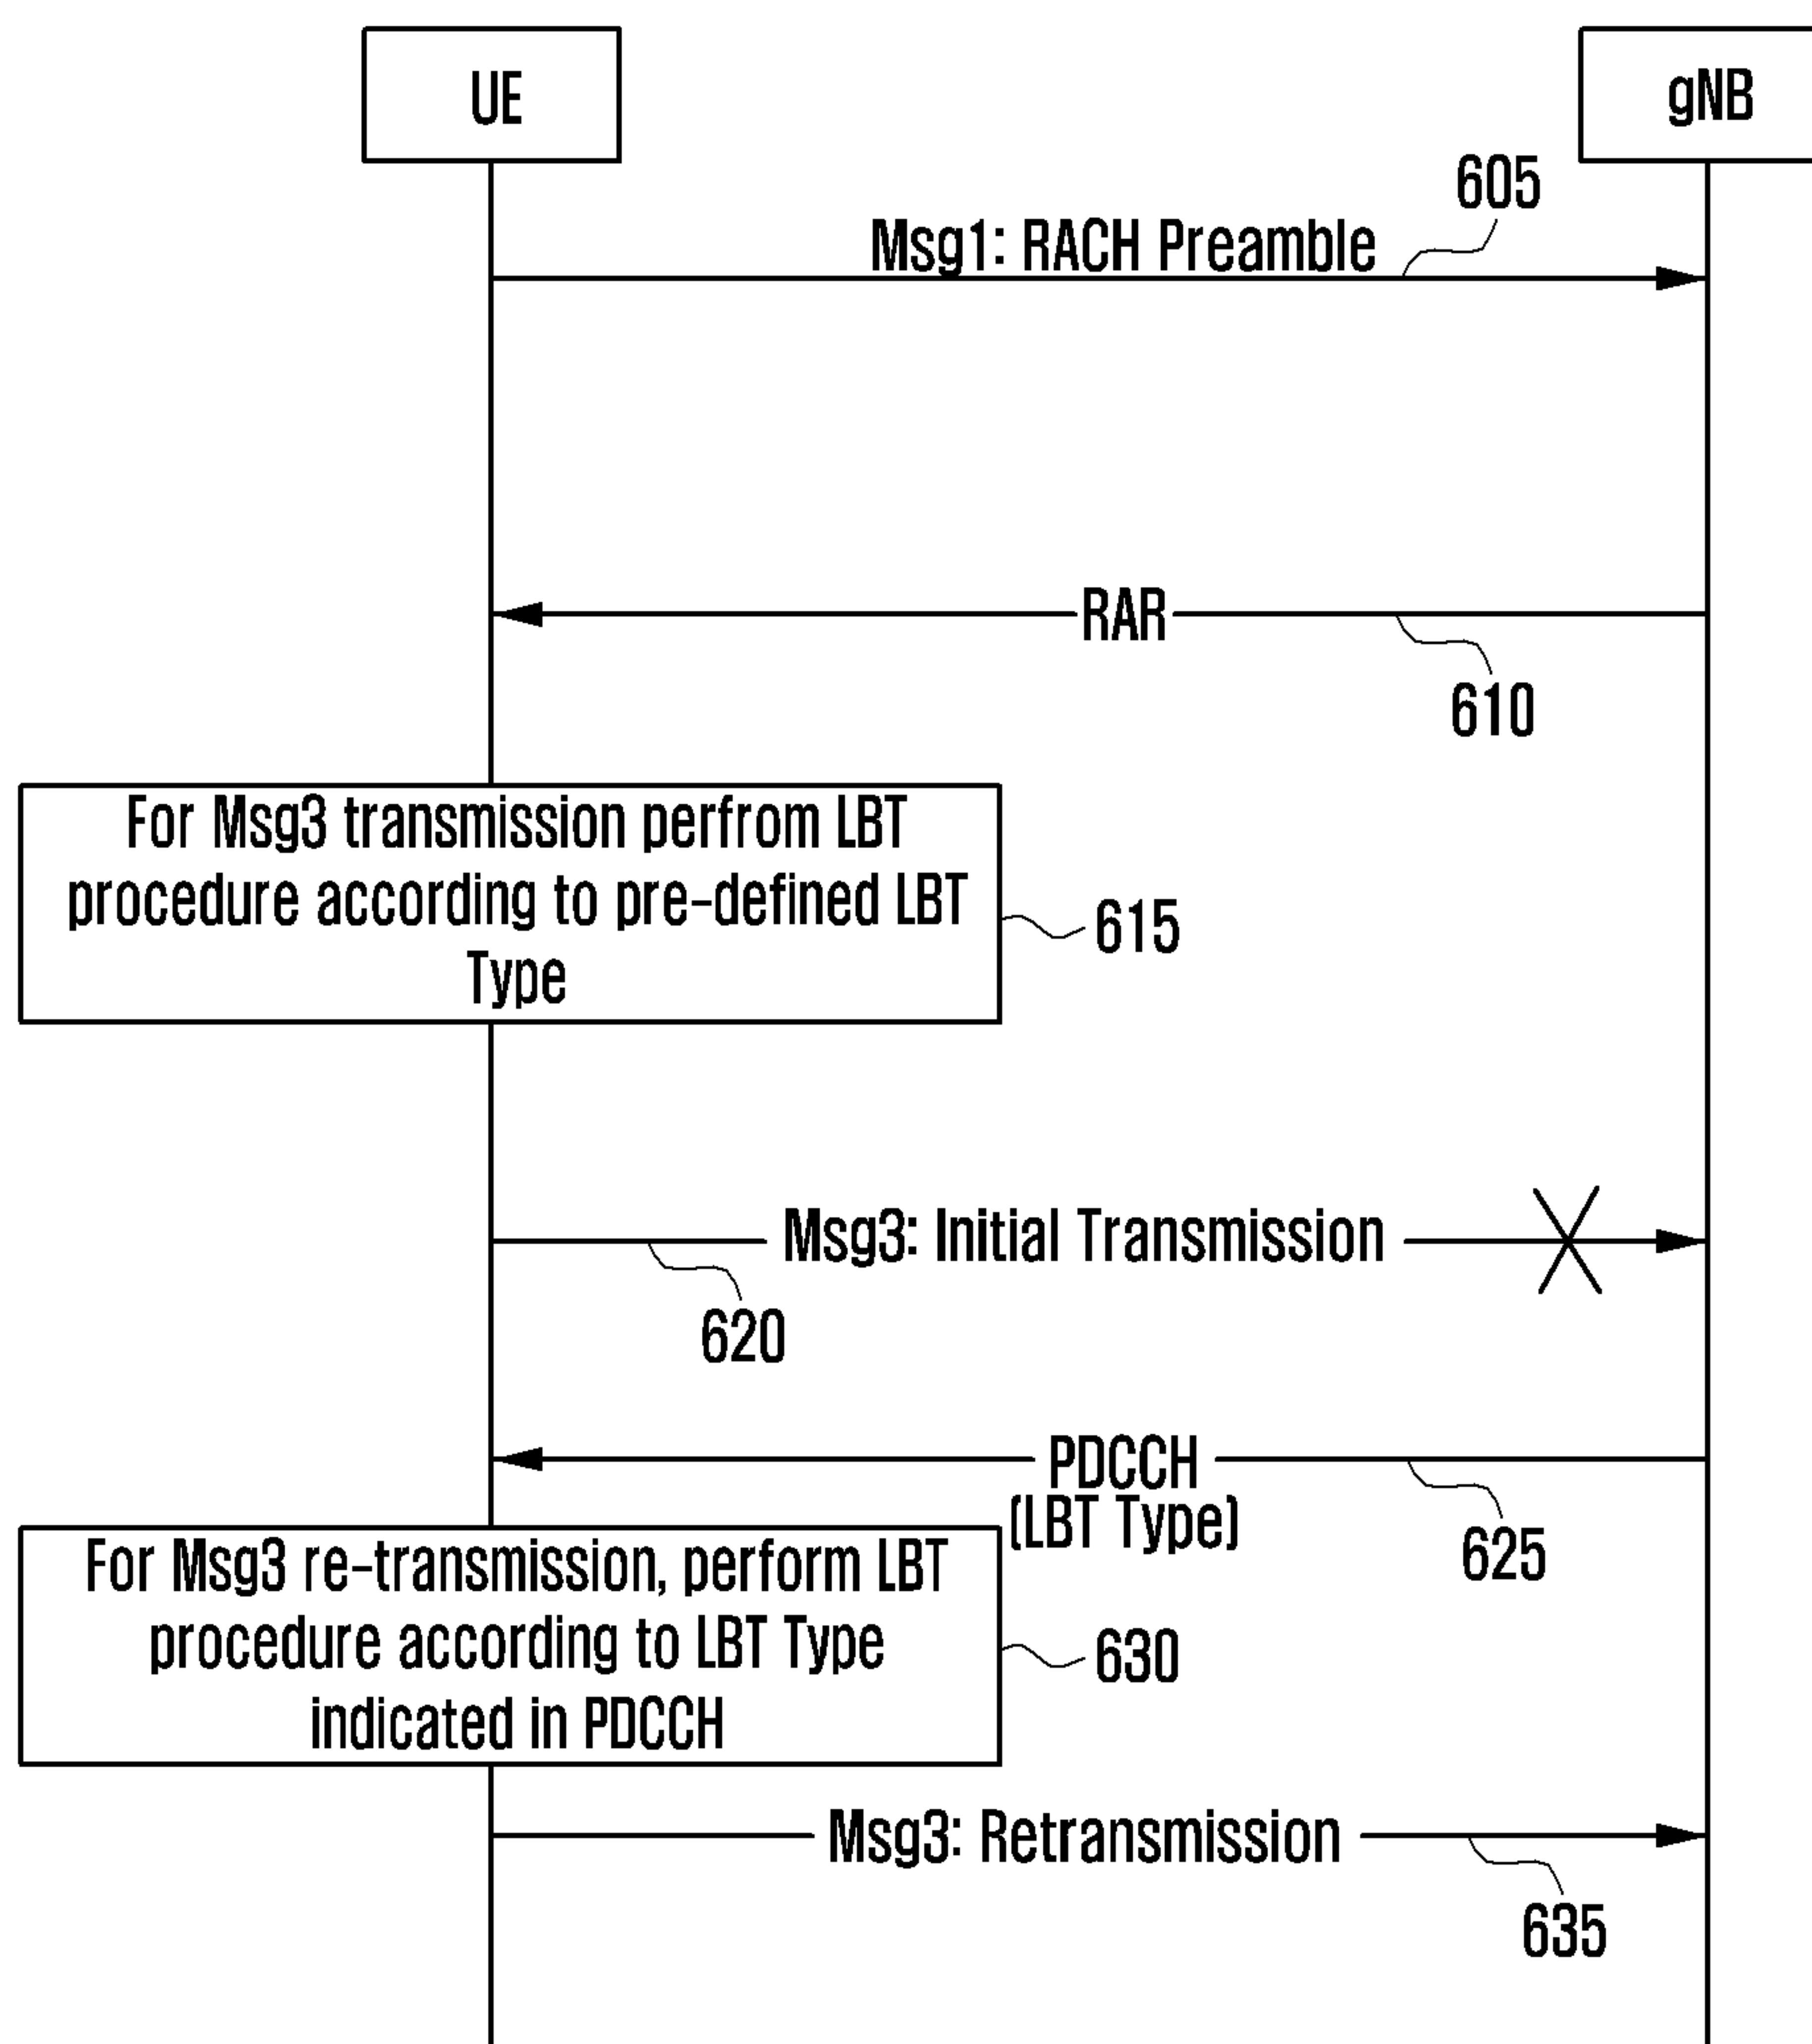 UE
gNB
605
Msg1: RACH Preamble
RAR
610
For Msg3 transmission perfrom LBT
procedure according to pre-defined LBT
Type
615
Msg3: Initial Transmission
620
PDCCH
(LBT Type)
625
For Msg3 re-transmission, perform LBT
procedure according to LBT Type
indicated in PDCCH
630
Msg3: Retransmission
635